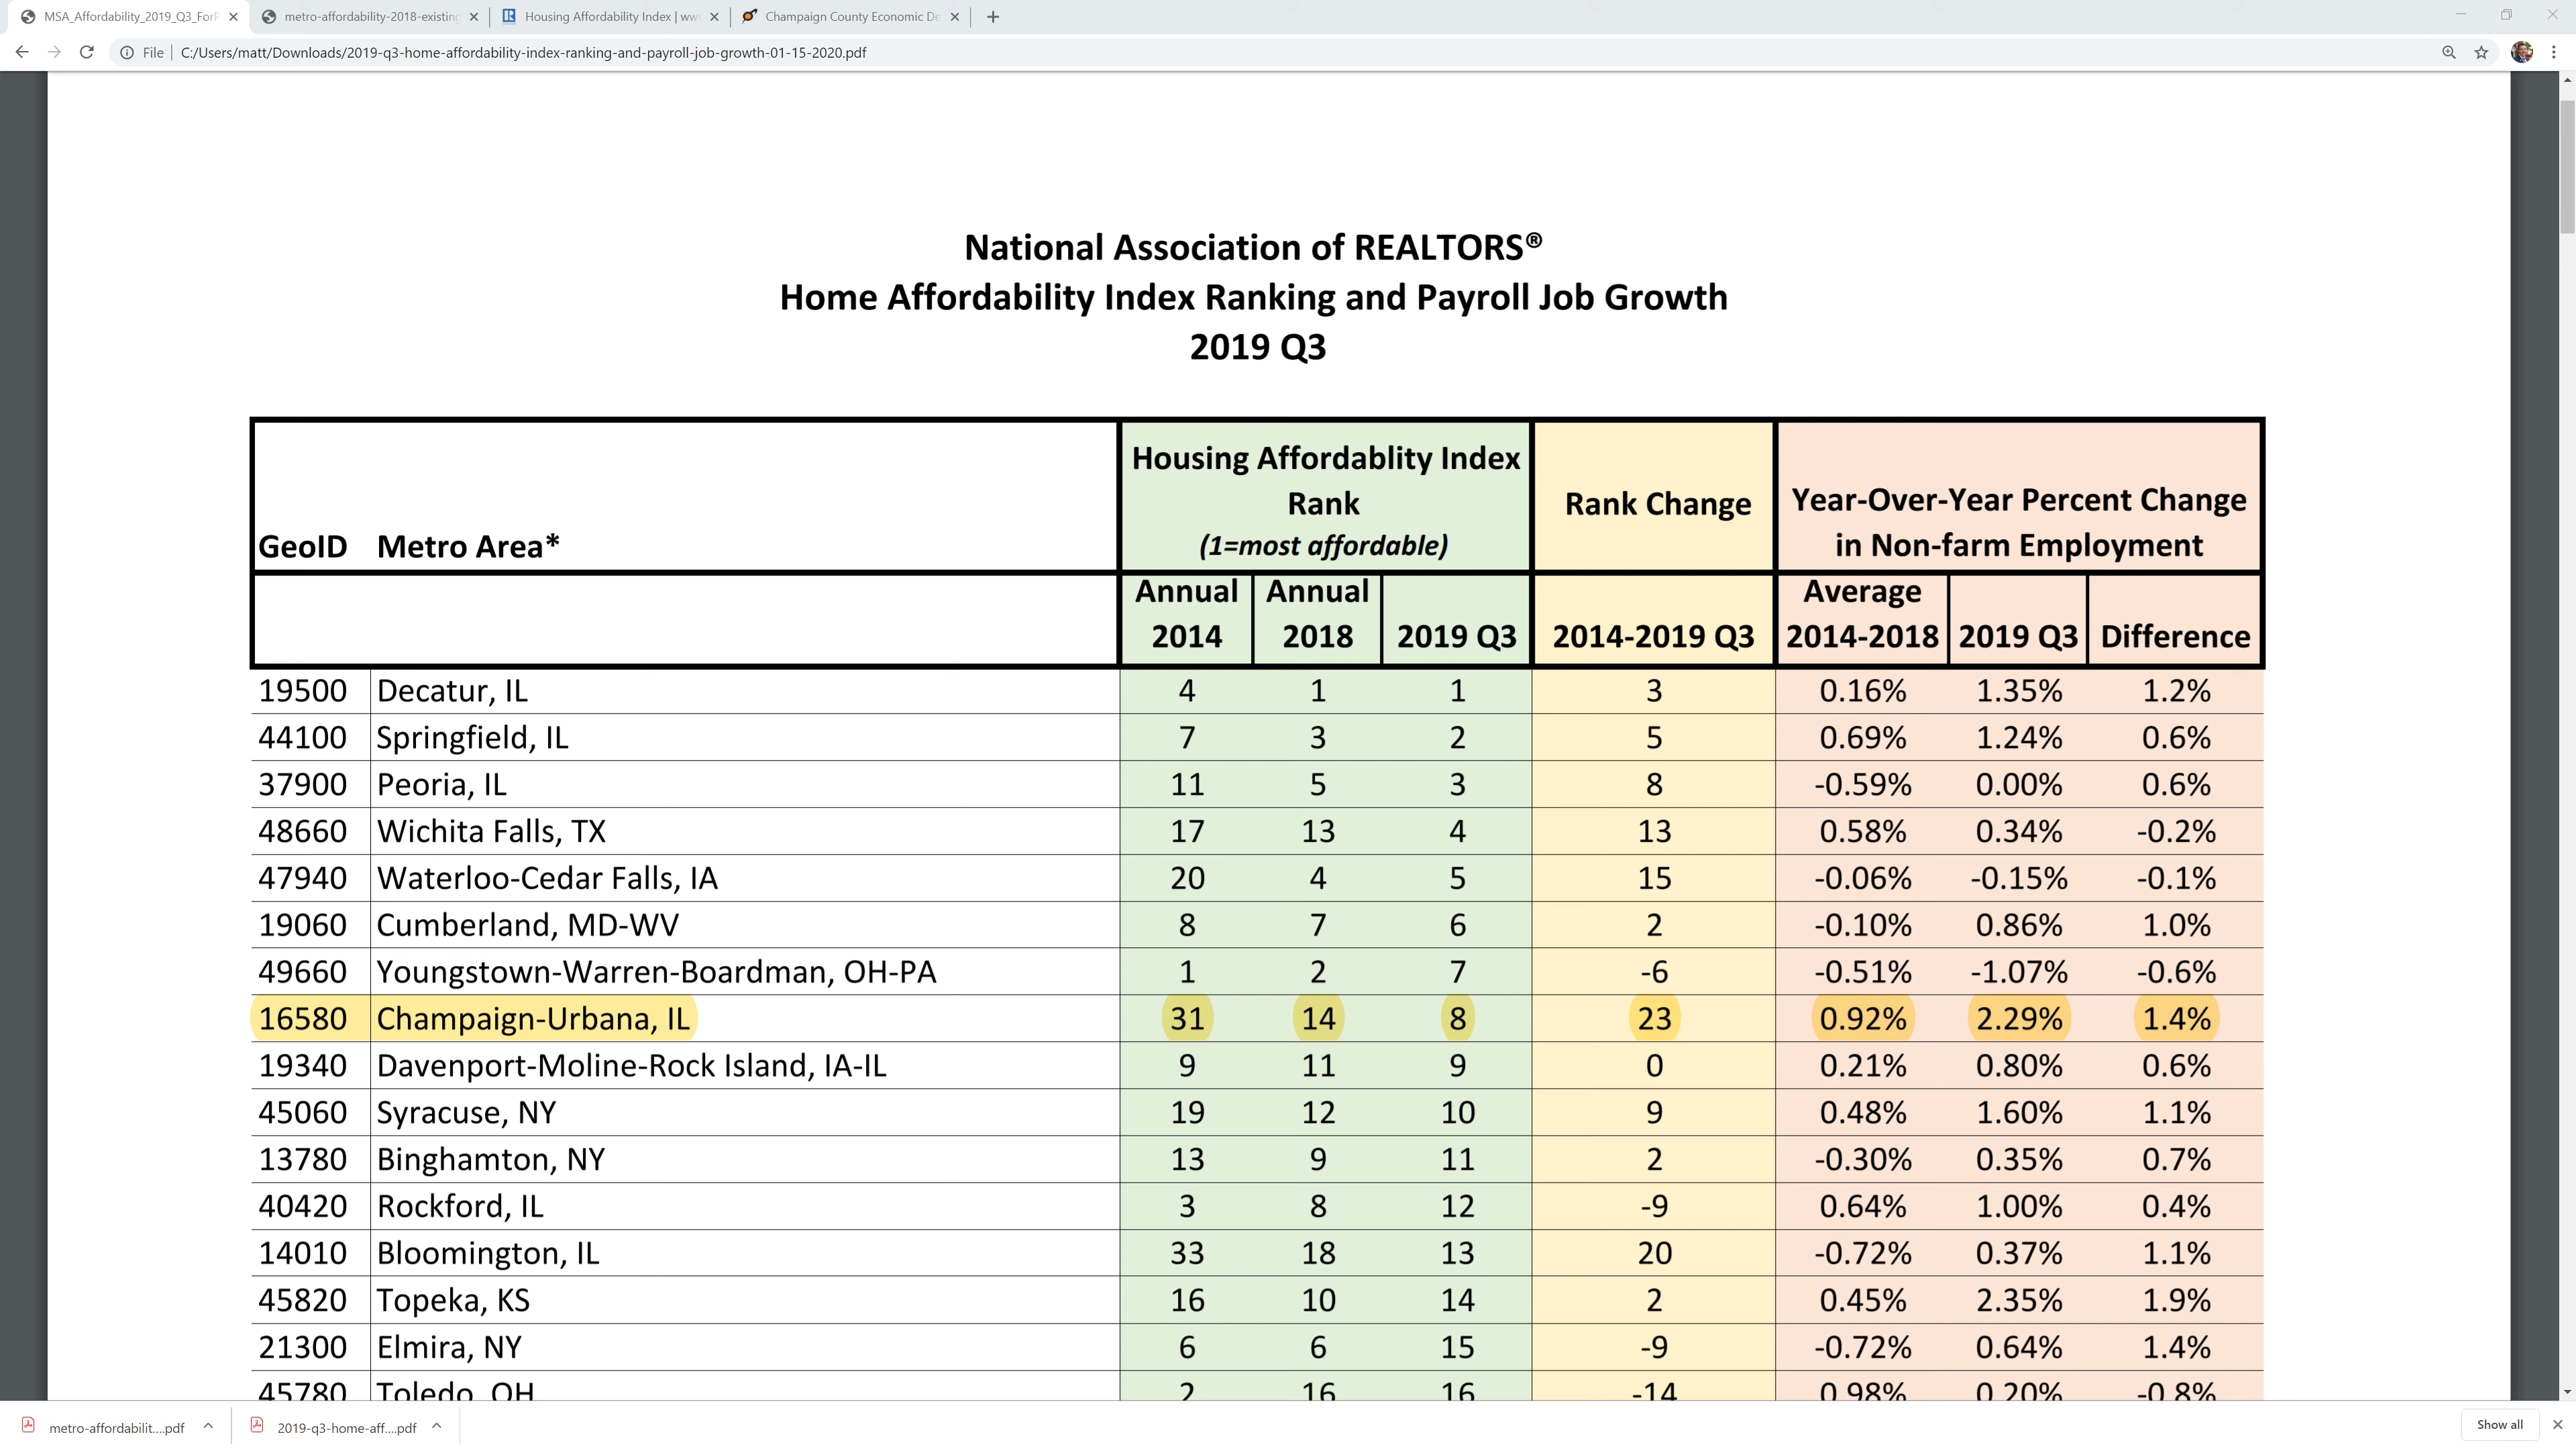 MSA_Affordability_2019_Q3_ForR
metro-affordability-2018-existing
Housing Affordability Index | ww
Champaign County Economic De
File | C:/Users/matt/Downloads/2019-q3-home-affordability-index-ranking-and-payroll-job-growth-01-15-2020.pdf
National Association of REALTORS®
Home Affordability Index Ranking and Payroll Job Growth
2019 Q3
GeoID Metro Area* Housing Affordablity Index Rank (1=most affordable) Rank Change Year-Over-Year Percent Change in Non-farm Employment
Annual 2014 Annual 2018 2019 Q3 2014-2019 Q3 Average 2014-2018 2019 Q3 Difference
19500 Decatur, IL 4 1 1 3 0.16% 1.35% 1.2%
44100 Springfield, IL 7 3 2 5 0.69% 1.24% 0.6%
37900 Peoria, IL 11 5 3 8 -0.59% 0.00% 0.6%
48660 Wichita Falls, TX 17 13 4 13 0.58% 0.34% -0.2%
47940 Waterloo-Cedar Falls, IA 20 4 5 15 -0.06% -0.15% -0.1%
19060 Cumberland, MD-WV 8 7 6 2 -0.10% 0.86% 1.0%
49660 Youngstown-Warren-Boardman, OH-PA 1 2 7 -6 -0.51% -1.07% -0.6%
16580 Champaign-Urbana, IL 31 14 8 23 0.92% 2.29% 1.4%
19340 Davenport-Moline-Rock Island, IA-IL 9 11 9 0 0.21% 0.80% 0.6%
45060 Syracuse, NY 19 12 10 9 0.48% 1.60% 1.1%
13780 Binghamton, NY 13 9 11 2 -0.30% 0.35% 0.7%
40420 Rockford, IL 3 8 12 -9 0.64% 1.00% 0.4%
14010 Bloomington, IL 33 18 13 20 -0.72% 0.37% 1.1%
45820 Topeka, KS 16 10 14 2 0.45% 2.35% 1.9%
21300 Elmira, NY 6 6 15 -9 -0.72% 0.64% 1.4%
45780 Toledo, OH 2 16 16 -14 0.98% 0.20% -0.8%
metro-affordabilit....pdf
2019-q3-home-aff....pdf
Show all